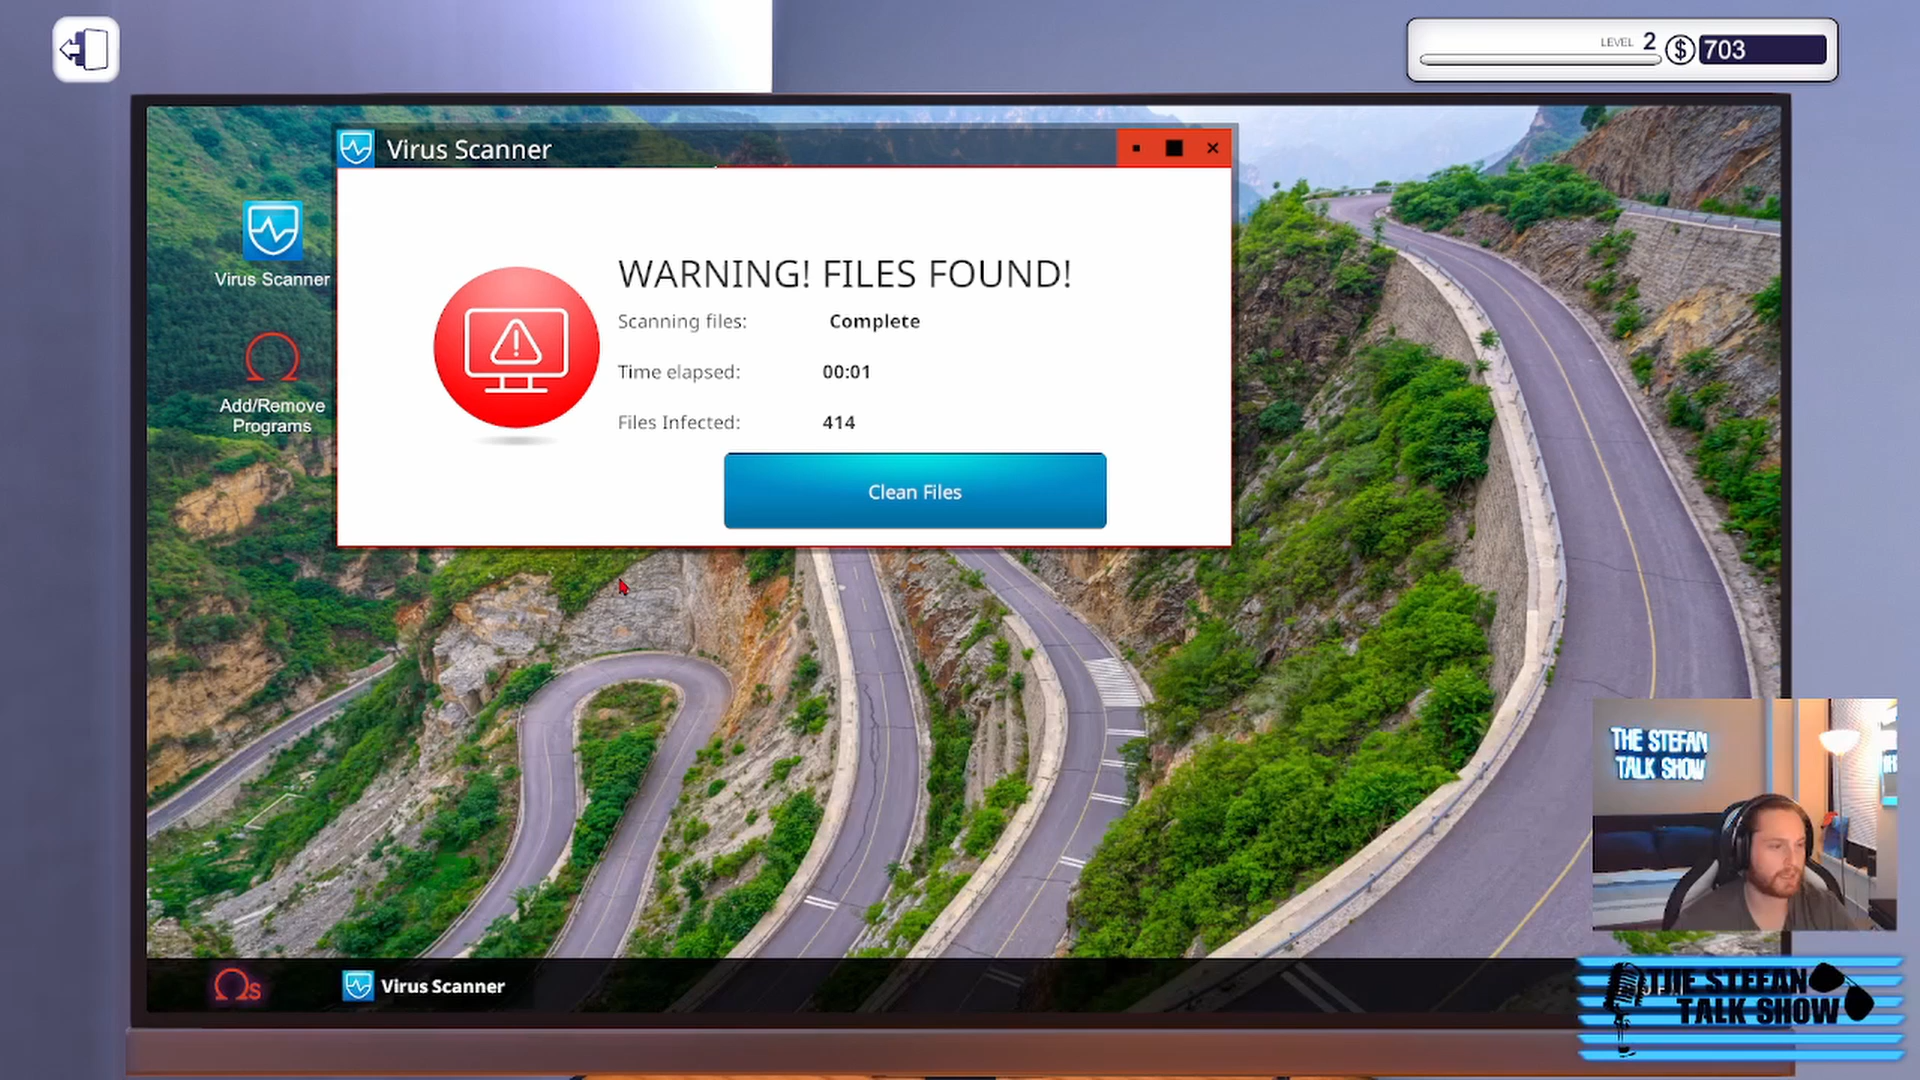 LEVEL 2 $ 703
Virus Scanner
Virus Scanner
WARNING! FILES FOUND!
Scanning files: Complete
Time elapsed: 00:01
Add/Remove
Programs
Files Infected: 414
Clean Files
THE STEFAN
TALK SHOW
Ωs Virus Scanner
THE STEFAN
TALK SHOW